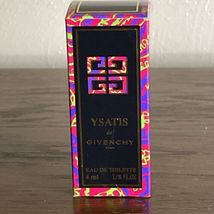 YSATIS
de
GIVENCHY
EAU DE TOILETTE
4 ml 1/8 FL.OZ